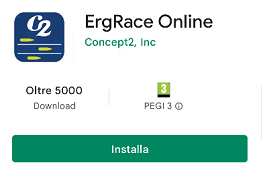 C2
ErgRace Online
Concept2, Inc
Oltre 5000
Download
3
PEGI 3
Installa